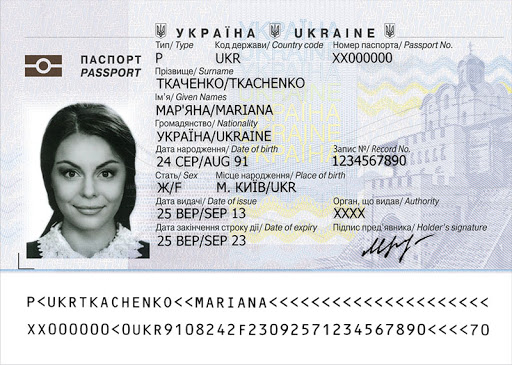 УКРАЇНА UKRAINE
ПАСПОРТ
PASSPORT
Тип/ Type Код держави/ Country code Номер паспорта/ Passport No.
P UKR XX000000
Прізвище/ Surname
ТКАЧЕНКО/TKACHENKO
Ім'я/ Given Names
МАР'ЯНА/MARIANA
Громадянство/ Nationality
УКРАЇНА/UKRAINE
Дата народження/ Date of birth Запис №/ Record No.
24 СЕР/AUG 91 1234567890
Стать/ Sex Місце народження/ Place of birth
Ж/F М. КИЇВ/UKR
Дата видачі/ Date of issue Орган, що видав/ Authority
25 ВЕР/SEP 13 XXXX
Дата закінчення строку дії/ Date of expiry Підпис пред'явника/ Holder's signature
25 ВЕР/SEP 23
P<UKRTKACHENKO<<MARIANA<<<<<<<<<<<<<<<<<<<<<
XX000000<0UKR9108242F23092571234567890<<<<70